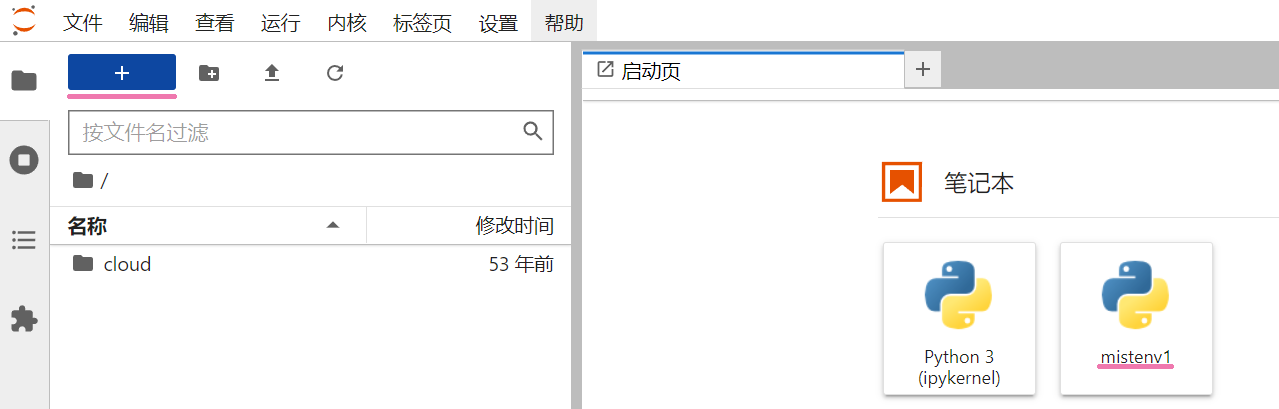 文件 编辑 查看 运行 内核 标签页 设置 帮助
启动页
按文件名过滤
/
名称 修改时间
cloud 53 年前
笔记本
Python 3
(ipykernel)
mistenv1